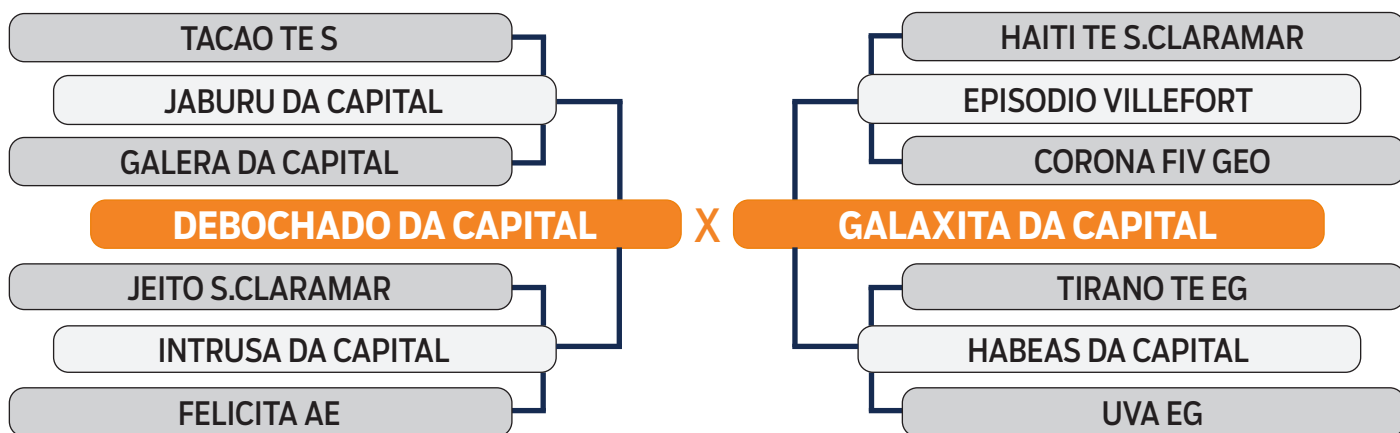 TACAO TE S
JABURU DA CAPITAL
GALERA DA CAPITAL
DEBOCHADO DA CAPITAL
JEITO S.CLARAMAR
INTRUSA DA CAPITAL
FELICITA AE
X
HAITI TE S.CLARAMAR
EPISODIO VILLEFORT
CORONA FIV GEO
GALAXITA DA CAPITAL
TIRANO TE EG
HABEAS DA CAPITAL
UVA EG